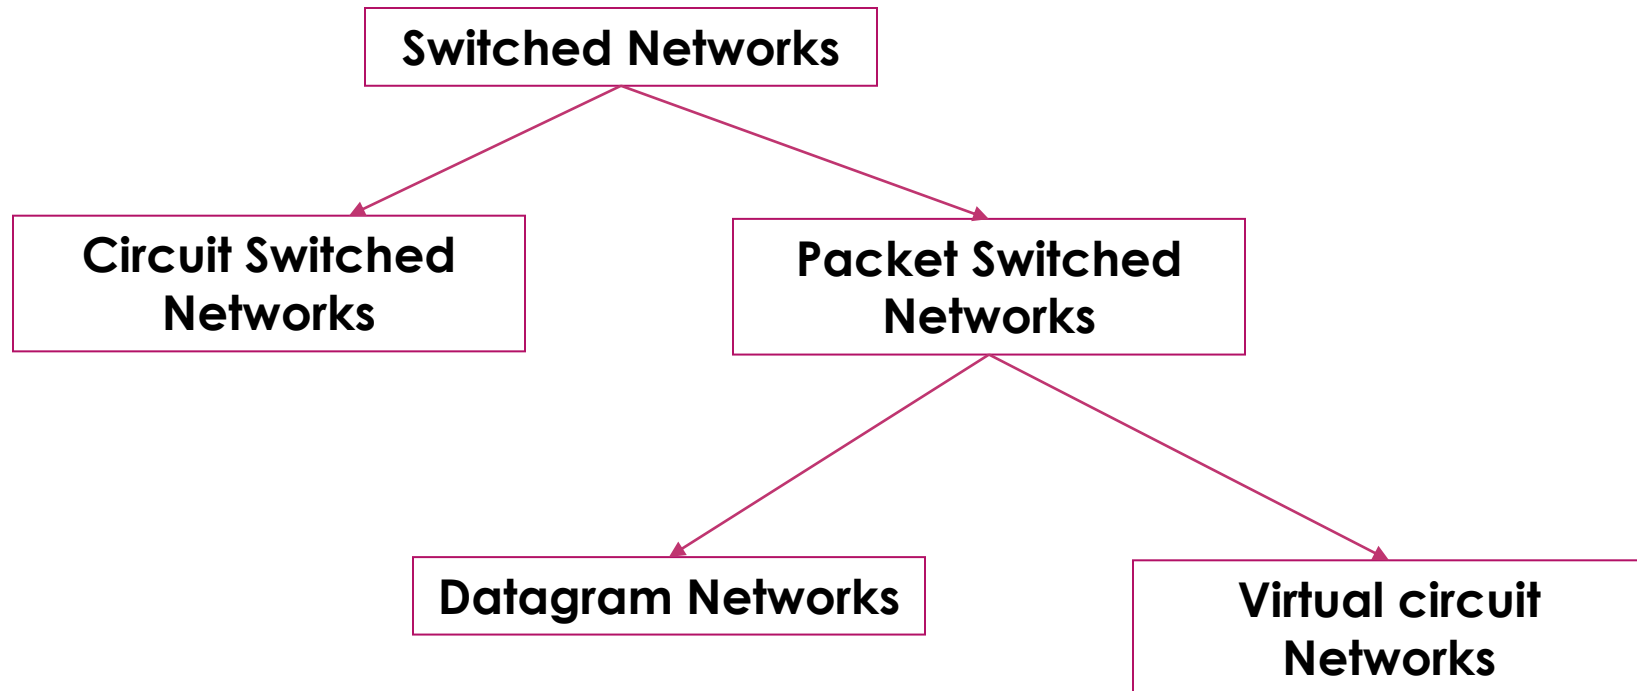 Switched Networks
Circuit Switched
Networks
Packet Switched
Networks
Datagram Networks
Virtual circuit
Networks